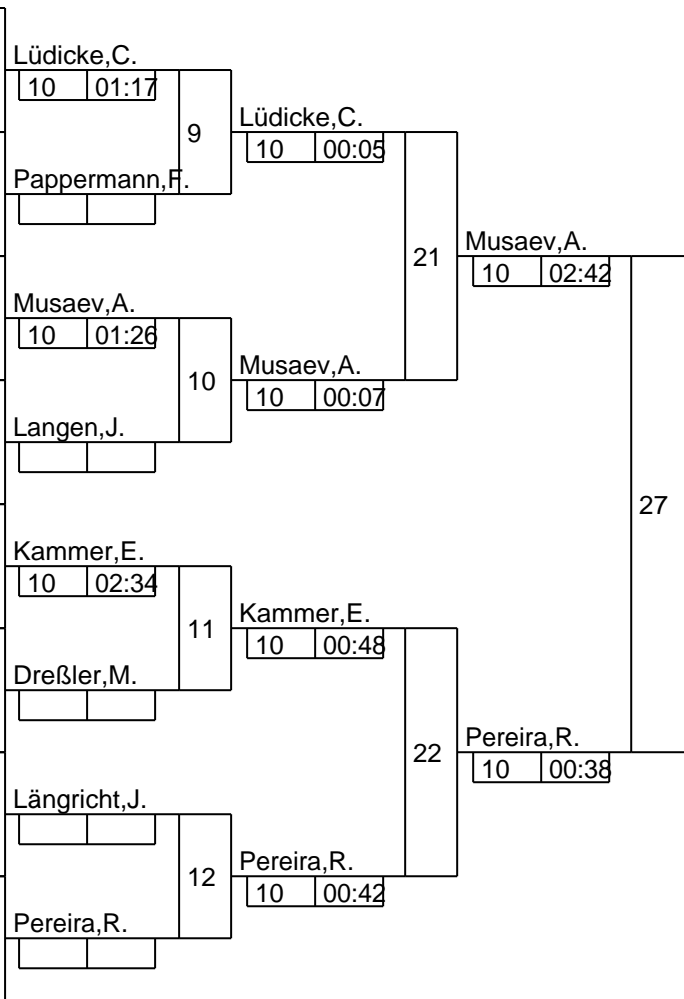 Lüdicke,C.
10 01:17
9
Pappermann,F.
Lüdicke,C.
10 00:05
21
Musaev,A.
10 02:42
Musaev,A.
10 01:26
10
Langen,J.
Musaev,A.
10 00:07
27
Kammer,E.
10 02:34
11
Dreßler,M.
Kammer,E.
10 00:48
22
Pereira,R.
10 00:38
Längricht,J.
12
Pereira,R.
Pereira,R.
10 00:42